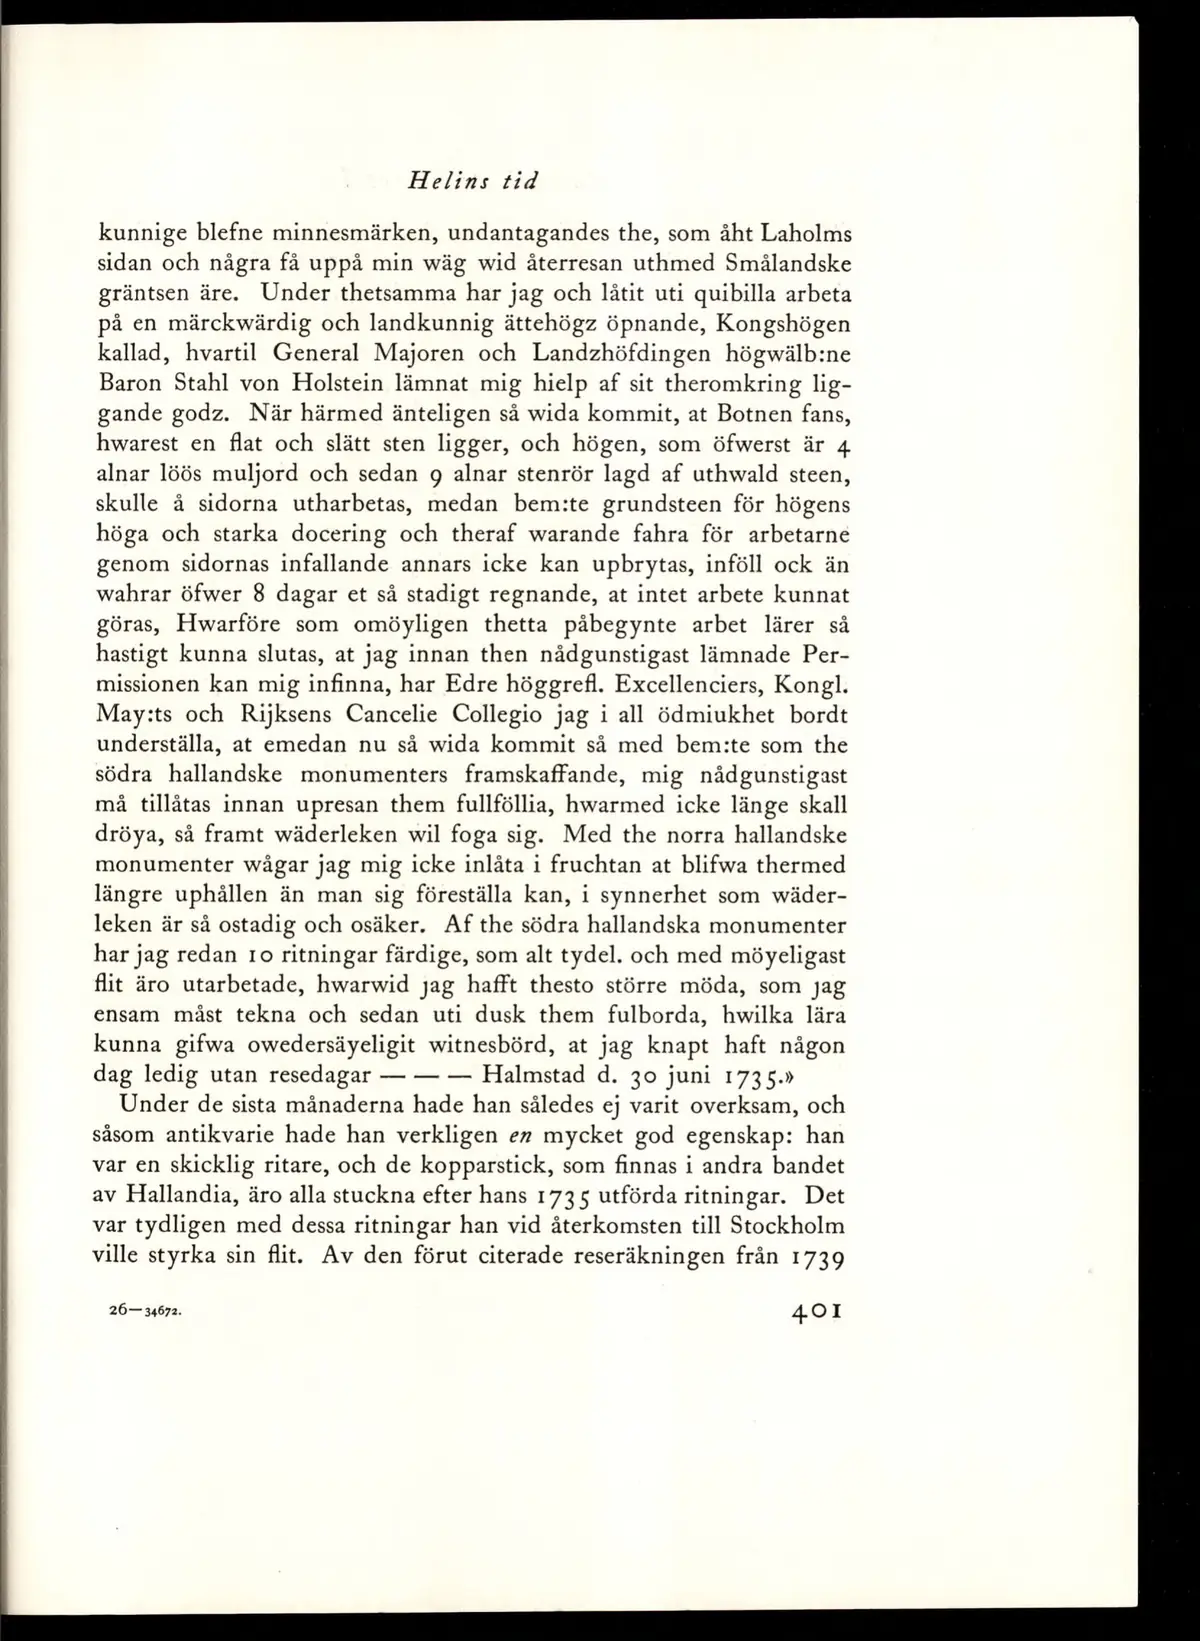 Helins tid
kunnige blefne minnesmärken, undantagandes the, som åht Laholms
sidan och några få uppå min wäg wid återresan uthmed Smålandske
gräntsen äre. Under thetsamma har jag och låtit uti quibilla arbeta
på en märckwärdig och landkunnig ättehögz öpnande, Kongshögen
kallad, hvartil General Majoren och Landzhöfdingen högwälb:ne
Baron Stahl von Holstein lämnat mig hielp af sit theromkring lig-
gande godz. När härmed änteligen så wida kommit, at Botnen fans,
hwarest en flat och slätt sten ligger, och högen, som öfwerst är 4
alnar löös muljord och sedan 9 alnar stenrör lagd af uthwald steen,
skulle å sidorna utharbetas, medan bem:te grundsteen för högens
höga och starka docering och theraf warande fahra för arbetarne
genom sidornas infallande annars icke kan upbrytas, inföll ock än
wahrar öfwer 8 dagar et så stadigt regnande, at intet arbete kunnat
göras, Hwarföre som omöyligen thetta påbegynte arbet lärer så
hastigt kunna slutas, at jag innan then nådgunstigast lämnade Per-
missionen kan mig infinna, har Edre höggrefl. Excellenciers, Kongl.
May:ts och Rijksens Cancelie Collegio jag i all ödmiukhet bordt
underställa, at emedan nu så wida kommit så med bem:te som the
södra hallandske monumenters framskaffande, mig nådgunstigast
må tillåtas innan upresan them fullföllia, hwarmed icke länge skall
dröya, så framt wäderleken wil foga sig. Med the norra hallandske
monumenter wågar jag mig icke inlåta i fruchtan at blifwa thermed
längre uphållen än man sig föreställa kan, i synnerhet som wäder-
leken är så ostadig och osäker. Af the södra hallandska monumenter
har jag redan 10 ritningar färdige, som alt tydel. och med möyeligast
flit äro utarbetade, hwarwid jag hafft thesto större möda, som jag
ensam måst tekna och sedan uti dusk them fulborda, hwilka lära
kunna gifwa owedersäyeligit witnesbörd, at jag knapt haft någon
dag ledig utan resedagar — — — Halmstad d. 30 juni 1735.»
Under de sista månaderna hade han således ej varit overksam, och
såsom antikvarie hade han verkligen en mycket god egenskap: han
var en skicklig ritare, och de kopparstick, som finnas i andra bandet
av Hallandia, äro alla stuckna efter hans 1735 utförda ritningar. Det
var tydligen med dessa ritningar han vid återkomsten till Stockholm
ville styrka sin flit. Av den förut citerade reseräkningen från 1739
26—34672.
401